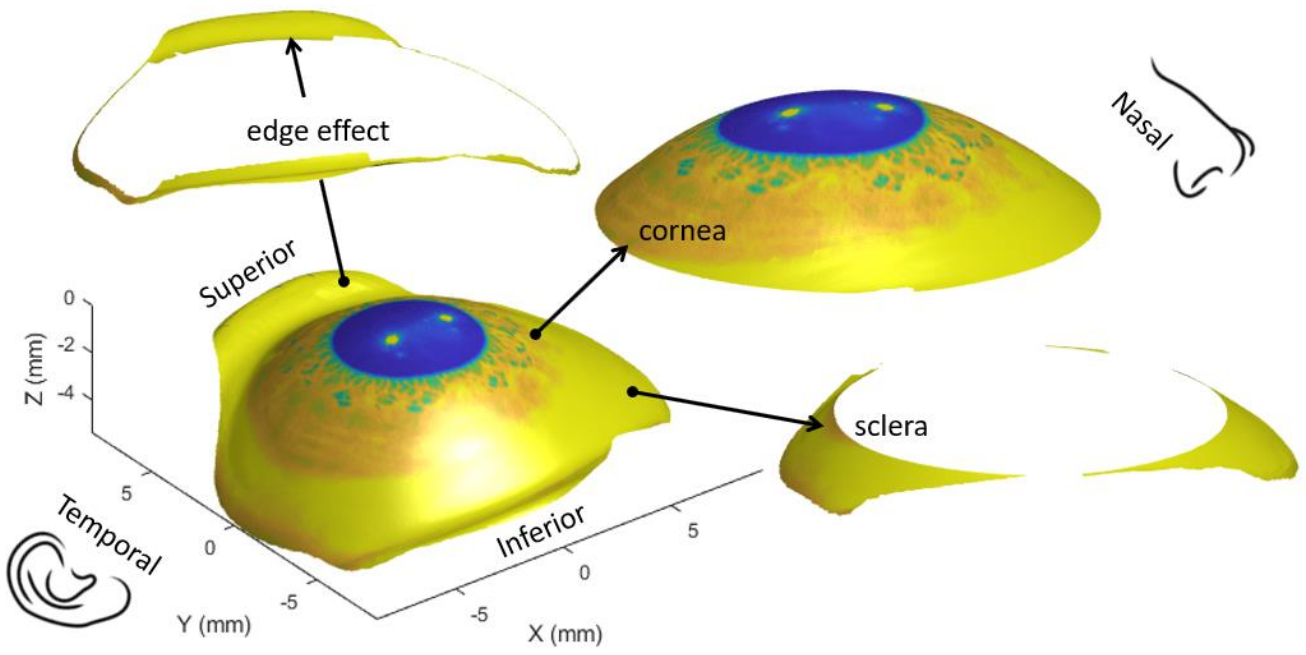 edge effect
Nasal
cornea
Superior
sclera
0
-2
-4
Z (mm)
5
0
-5
Y (mm)
Temporal
Inferior
-5
0
5
X (mm)